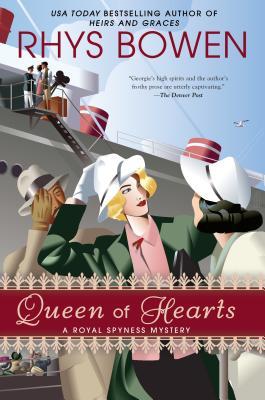 USA TODAY BESTSELLING AUTHOR OF
HEIRS AND GRACES
RHYS BOWEN
"Georgie's high spirits and the author's
frothy prose are utterly captivating."
—The Denver Post
Queen of Hearts
A ROYAL SPYNESS MYSTERY